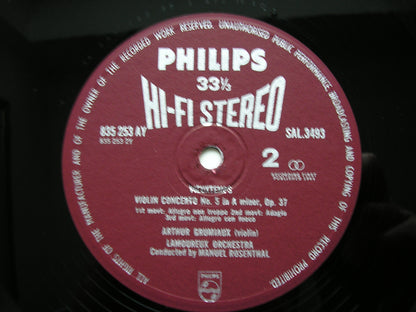 ALL RIGHTS OF THE MANUFACTURER AND OF THE OWNER OF THE RECORDED WORK RESERVED. UNAUTHORISED PUBLIC PERFORMANCE, BROADCASTING AND COPYING OF THIS RECORD PROHIBITED
PHILIPS
33⅓
HI-FI STEREO
835 253 AY
835 253 2Y
SAL.3493
2
VIEUXTEMPS
VIOLIN CONCERTO No. 5 in A minor, Op. 37
1st movt: Allegro non troppo 2nd movt: Adagio
3rd movt: Allegro con fuoco
ARTHUR GRUMIAUX (violin)
LAMOUREUX ORCHESTRA
Conducted by MANUEL ROSENTHAL
PHILIPS